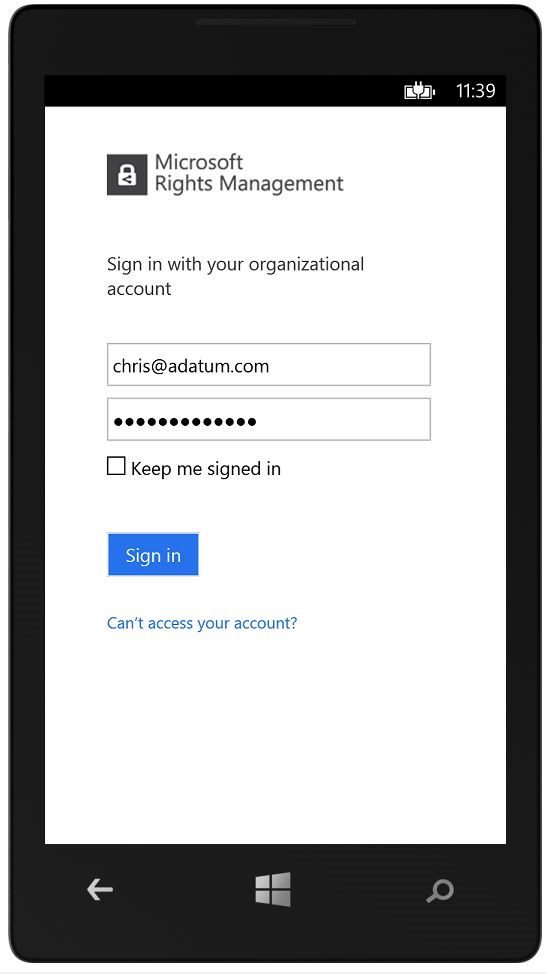 11:39
Microsoft
Rights Management
Sign in with your organizational
account
chris@adatum.com
•••••••••••••
Keep me signed in
Sign in
Can't access your account?